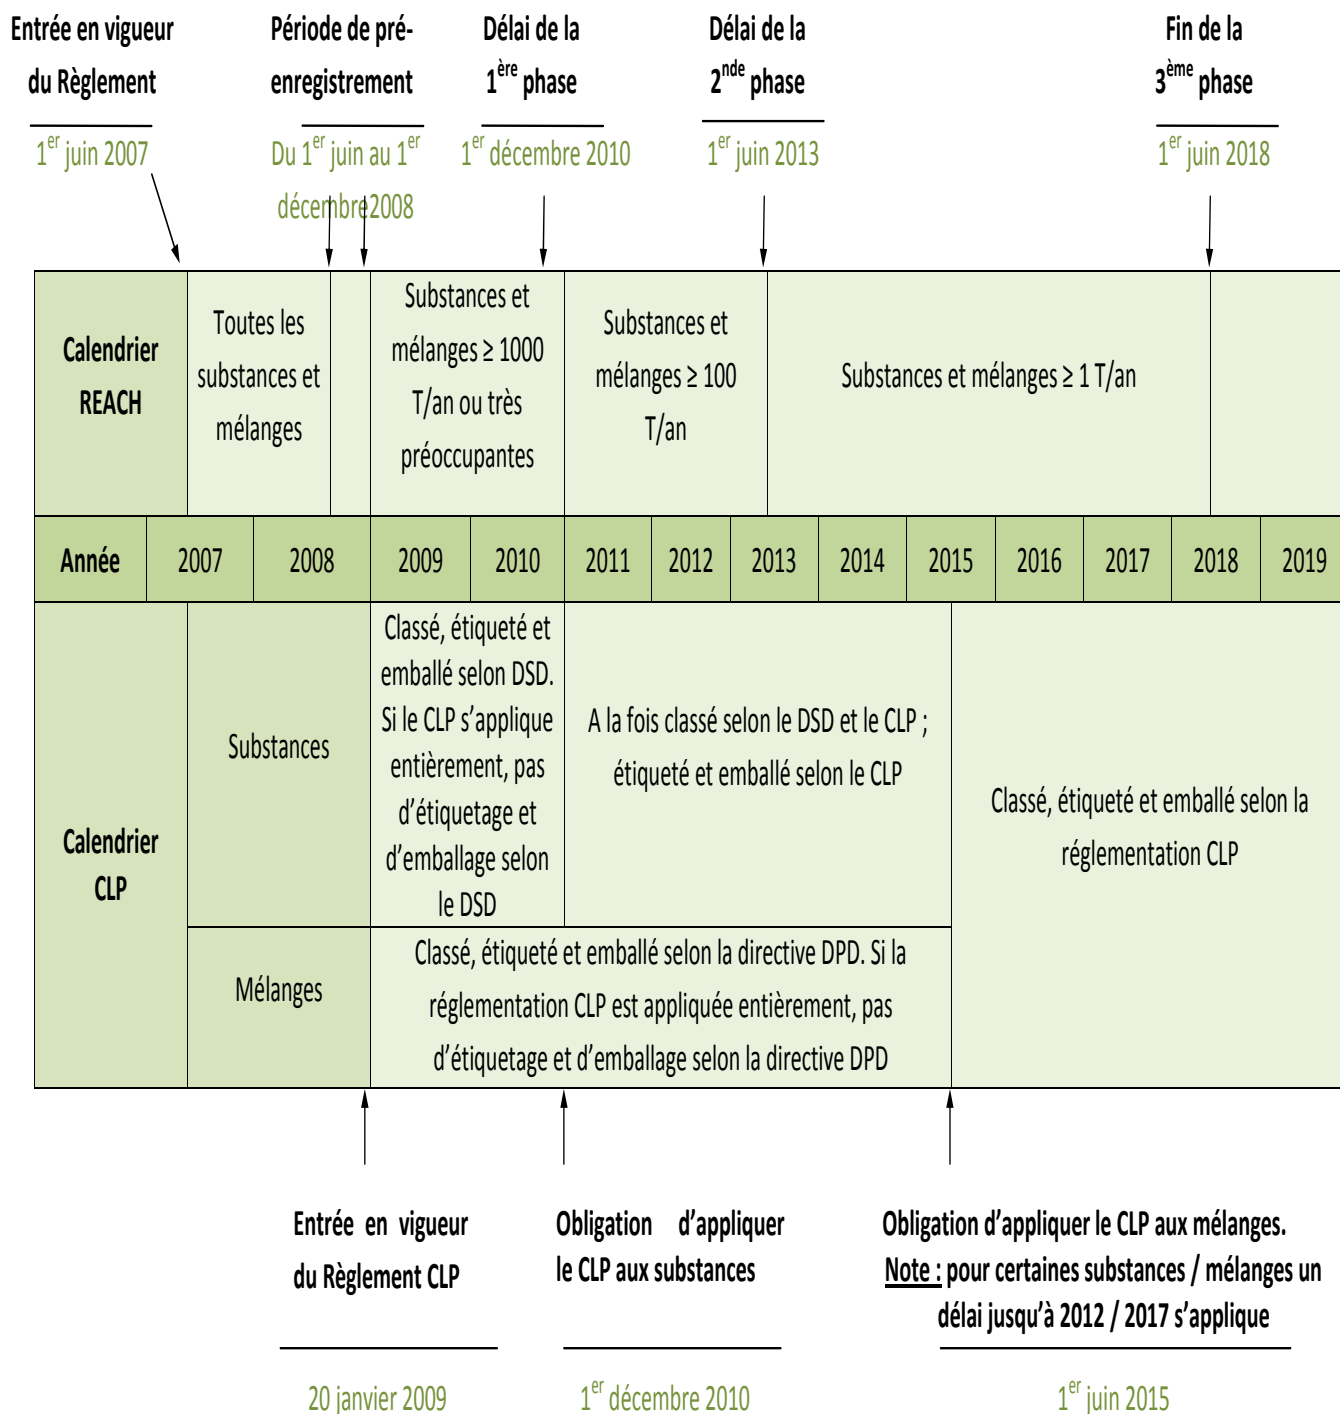 Entrée en vigueur
du Règlement
1er juin 2007
Période de pré-
enregistrement
Du 1er juin au 1er
décembre2008
Délai de la
1ère phase
1er décembre 2010
Délai de la
2nde phase
1er juin 2013
Fin de la
3ème phase
1er juin 2018
Calendrier
REACH
Toutes les
substances et
mélanges
Substances et
mélanges ≥ 1000
T/an ou très
préoccupantes
Substances et
mélanges ≥ 100
T/an
Substances et mélanges ≥ 1 T/an
Année 2007 2008 2009 2010 2011 2012 2013 2014 2015 2016 2017 2018 2019
Calendrier
CLP
Substances
Classé, étiqueté et
emballé selon DSD.
Si le CLP s’applique
entièrement, pas
d’étiquetage et
d’emballage selon
le DSD
A la fois classé selon le DSD et le CLP ;
étiqueté et emballé selon le CLP
Classé, étiqueté et emballé selon la
réglementation CLP
Mélanges
Classé, étiqueté et emballé selon la directive DPD. Si la
réglementation CLP est appliquée entièrement, pas
d’étiquetage et d’emballage selon la directive DPD
Entrée en vigueur
du Règlement CLP
20 janvier 2009
Obligation d’appliquer
le CLP aux substances
1er décembre 2010
Obligation d’appliquer le CLP aux mélanges.
Note : pour certaines substances / mélanges un
délai jusqu’à 2012 / 2017 s’applique
1er juin 2015